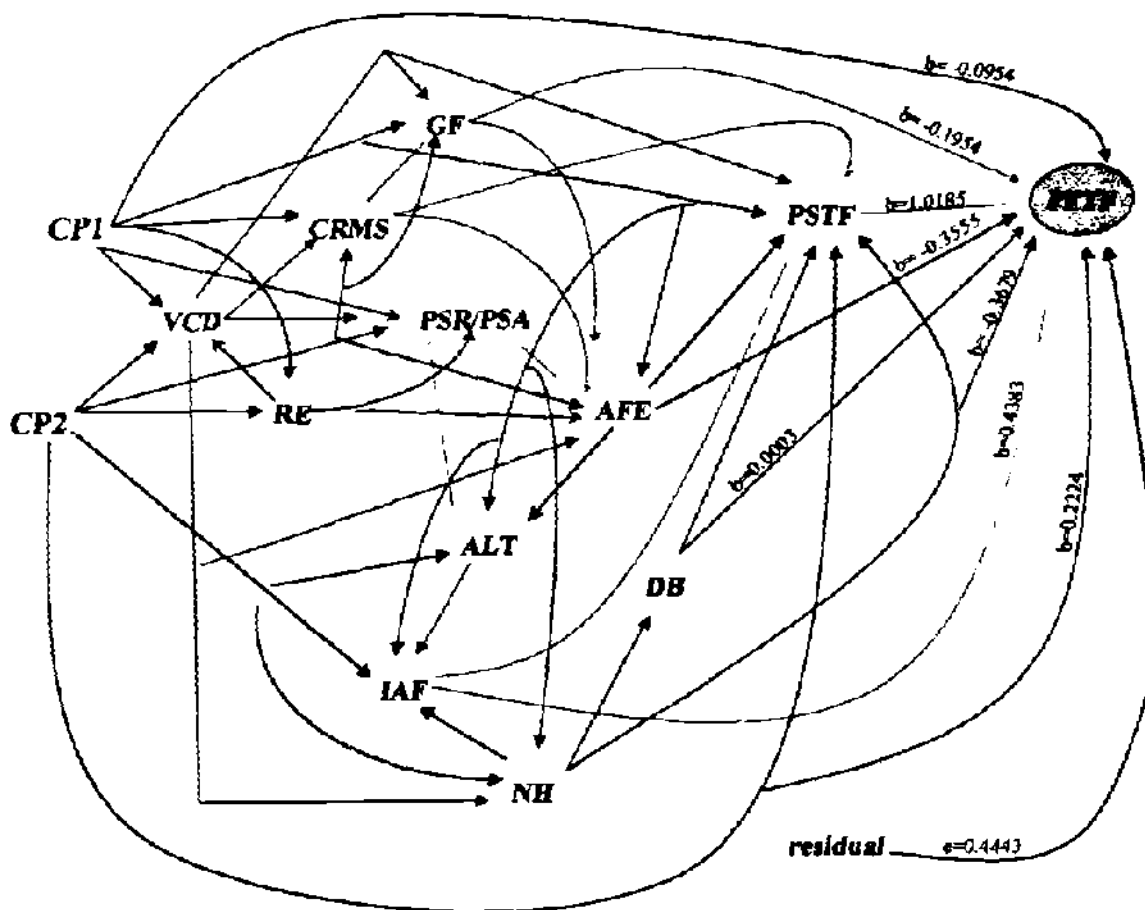 b= -0.0954
GF
b= -0.1954
CP1
CRMS
PSTF
b=1.0185
b= -0.3555
VCD
PSR/PSA
b= -0.3679
CP2
RE
AFE
b=0.4383
b=0.0003
b=0.2224
ALT
DB
IAF
NH
residual
e=0.4443